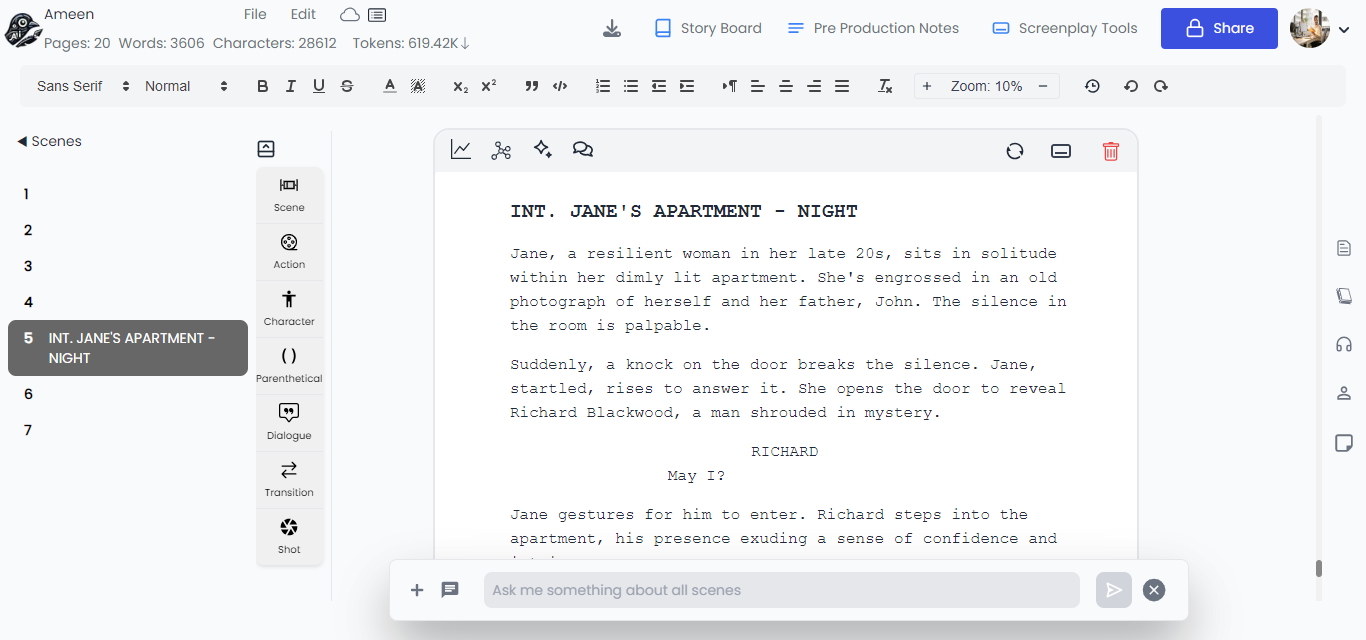 Ameen
File Edit
Pages: 20 Words: 3606 Characters: 28612 Tokens: 619.42K↓
Story Board
Pre Production Notes
Screenplay Tools
Share
Sans Serif Normal
Zoom: 10%
Scenes
1
2
3
4
5 INT. JANE'S APARTMENT -
NIGHT
6
7
Scene
Action
Character
Parenthetical
Dialogue
Transition
Shot
INT. JANE'S APARTMENT - NIGHT
Jane, a resilient woman in her late 20s, sits in solitude
within her dimly lit apartment. She's engrossed in an old
photograph of herself and her father, John. The silence in
the room is palpable.
Suddenly, a knock on the door breaks the silence. Jane,
startled, rises to answer it. She opens the door to reveal
Richard Blackwood, a man shrouded in mystery.
RICHARD
May I?
Jane gestures for him to enter. Richard steps into the
apartment, his presence exuding a sense of confidence and
Ask me something about all scenes